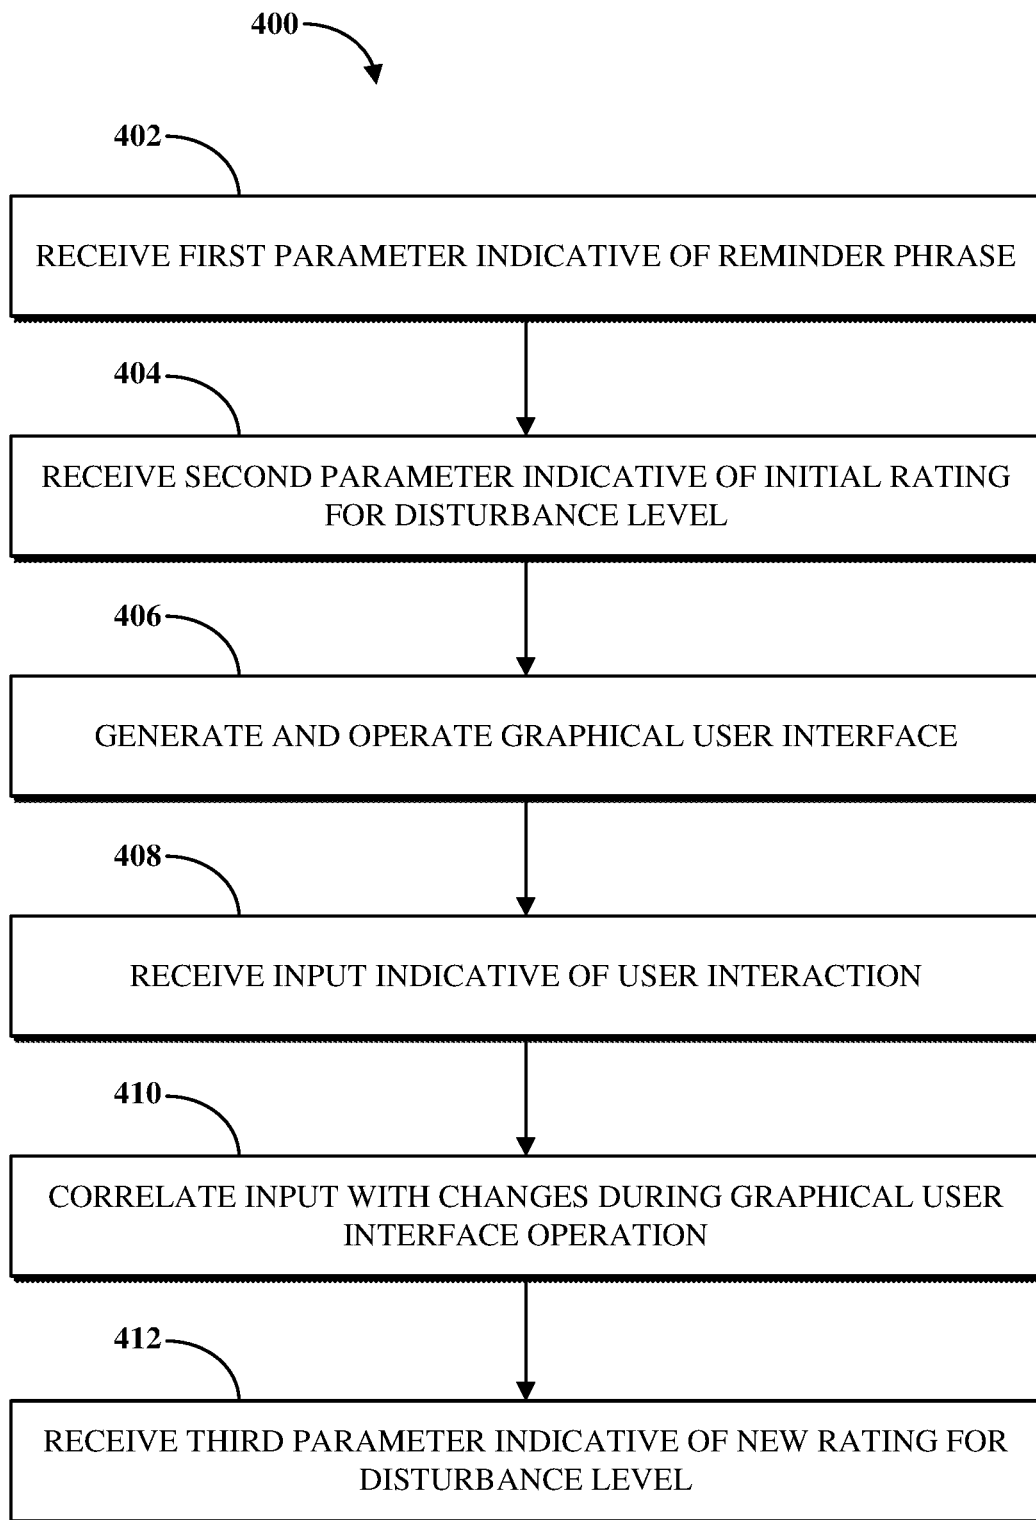 400
402
RECEIVE FIRST PARAMETER INDICATIVE OF REMINDER PHRASE
404
RECEIVE SECOND PARAMETER INDICATIVE OF INITIAL RATING
FOR DISTURBANCE LEVEL
406
GENERATE AND OPERATE GRAPHICAL USER INTERFACE
408
RECEIVE INPUT INDICATIVE OF USER INTERACTION
410
CORRELATE INPUT WITH CHANGES DURING GRAPHICAL USER
INTERFACE OPERATION
412
RECEIVE THIRD PARAMETER INDICATIVE OF NEW RATING FOR
DISTURBANCE LEVEL